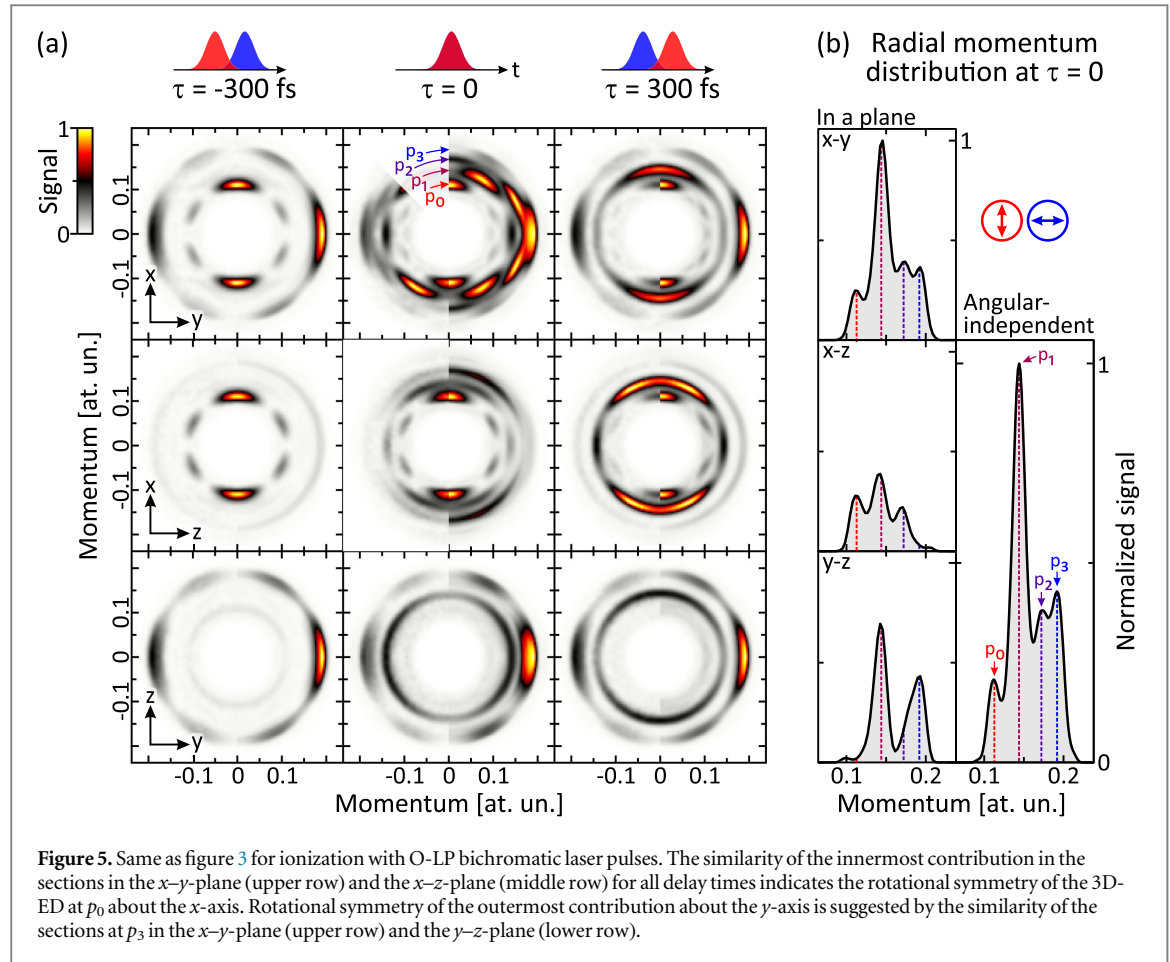 (a)
τ = -300 fs
τ = 0
t
τ = 300 fs
(b) Radial momentum
distribution at τ = 0
Signal
1
0
p3
p2
p1
p0
0.1
0
-0.1
x
y
0.1
0
-0.1
x
z
0.1
0
-0.1
z
y
Momentum [at. un.]
-0.1 0 0.1
-0.1 0 0.1
-0.1 0 0.1
Momentum [at. un.]
In a plane
x-y
1
x-z
y-z
Angular-
independent
p1
p3
p2
p0
1
0
Normalized signal
0.1 0.2
0.1 0.2
Momentum [at. un.]
Figure 5. Same as figure 3 for ionization with O-LP bichromatic laser pulses. The similarity of the innermost contribution in the
sections in the x–y-plane (upper row) and the x–z-plane (middle row) for all delay times indicates the rotational symmetry of the 3D-
ED at p0 about the x-axis. Rotational symmetry of the outermost contribution about the y-axis is suggested by the similarity of the
sections at p3 in the x–y-plane (upper row) and the y–z-plane (lower row).